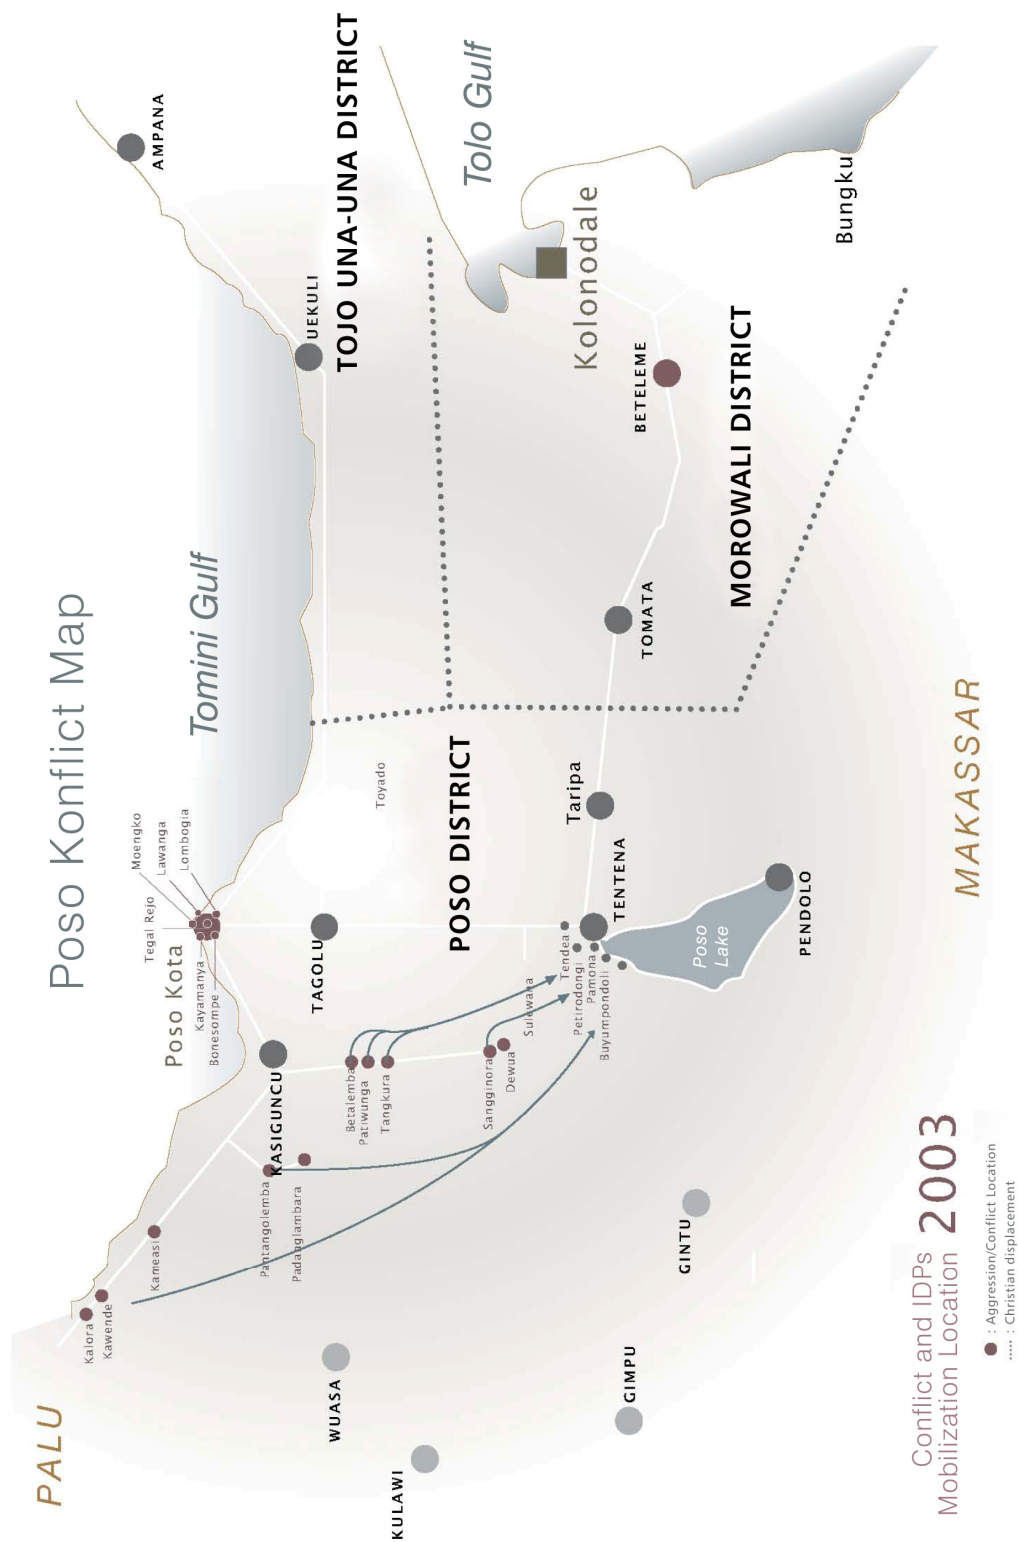 Poso Konflict Map
PALU
Tomini Gulf
Tolo Gulf
AMPANA
UEKULI
TOJO UNA-UNA DISTRICT
Kalora
Kawende
Kameasi
Pantangolemba
Padanglambara
KASIGUNCU
Poso Kota
Tegal Rejo
Kayamanya
Bonesompe
Moengko
Lawanga
Lombogia
TAGOLU
Toyado
Betalemba
Patiwunga
Tangkura
Sangginora
Dewua
Sulewana
Tendea
Petirodongi
Pamona
Buyumpondoli
POSO DISTRICT
TENTENA
Taripa
Poso
Lake
PENDOLO
TOMATA
MOROWALI DISTRICT
BETELEME
Kolonodale
Bungku
WUASA
KULAWI
GIMPU
GINTU
MAKASSAR
Conflict and IDPs
Mobilization Location 2003
: Aggression/Conflict Location
..... : Christian displacement